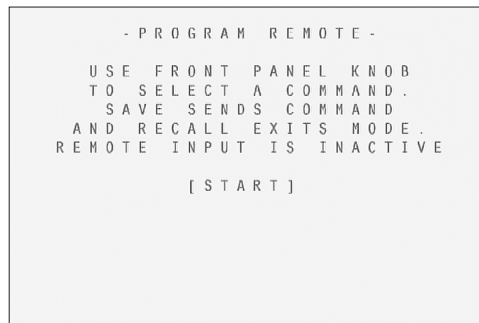 -PROGRAM REMOTE-
USE FRONT PANEL KNOB
TO SELECT A COMMAND.
SAVE SENDS COMMAND
AND RECALL EXITS MODE.
REMOTE INPUT IS INACTIVE
[START]